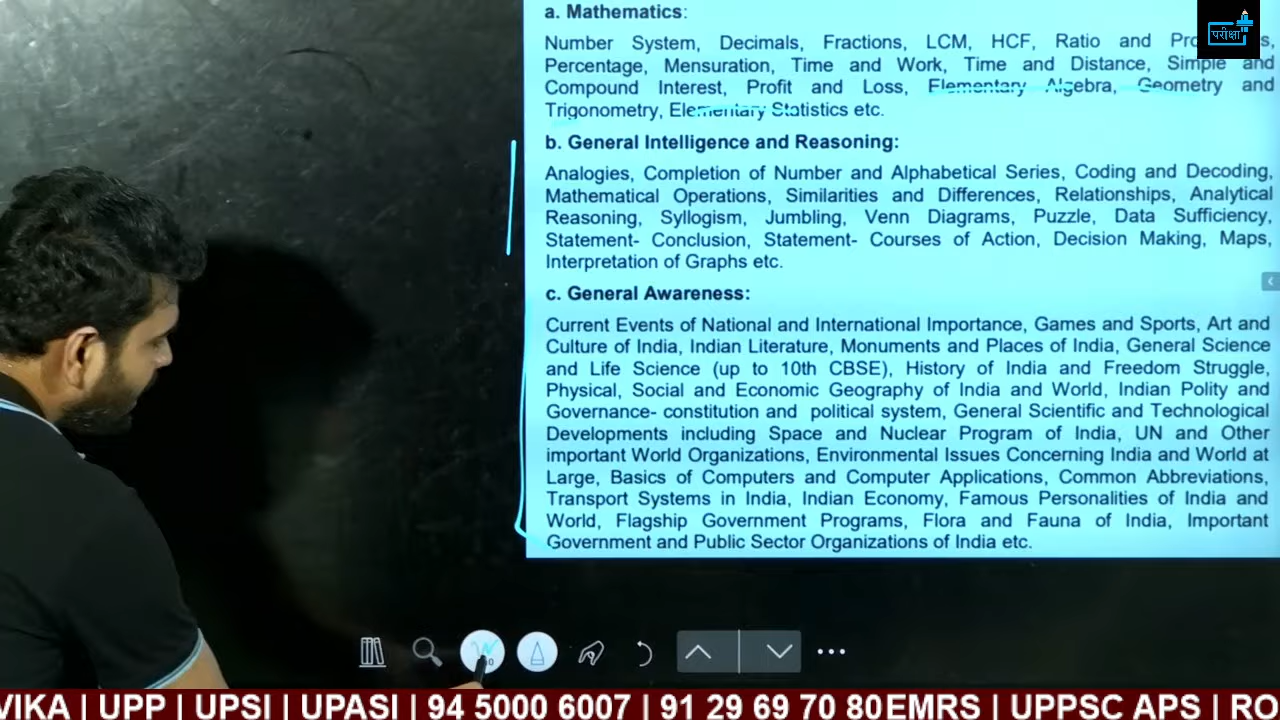 a. Mathematics:
परीक्षा
Number System, Decimals, Fractions, LCM, HCF, Ratio and
Percentage, Mensuration, Time and Work, Time and Distance, Simple and
Compound Interest, Profit and Loss, Elementary Algebra, Geometry and
Trigonometry, Elementary Statistics etc.
b. General Intelligence and Reasoning:
Analogies, Completion of Number and Alphabetical Series, Coding and Decoding,
Mathematical Operations, Similarities and Differences, Relationships, Analytical
Reasoning, Syllogism, Jumbling, Venn Diagrams, Puzzle, Data Sufficiency,
Statement- Conclusion, Statement- Courses of Action, Decision Making, Maps,
Interpretation of Graphs etc.
c. General Awareness:
Current Events of National and International Importance, Games and Sports, Art and
Culture of India, Indian Literature, Monuments and Places of India, General Science
and Life Science (up to 10th CBSE), History of India and Freedom Struggle,
Physical, Social and Economic Geography of India and World, Indian Polity and
Governance- constitution and political system, General Scientific and Technological
Developments including Space and Nuclear Program of India, UN and Other
important World Organizations, Environmental Issues Concerning India and World at
Large, Basics of Computers and Computer Applications, Common Abbreviations,
Transport Systems in India, Indian Economy, Famous Personalities of India and
World, Flagship Government Programs, Flora and Fauna of India, Important
Government and Public Sector Organizations of India etc.
VIKA | UPP | UPSI | UPASI | 94 5000 6007 | 91 29 69 70 80 EMRS | UPPSC APS | RO